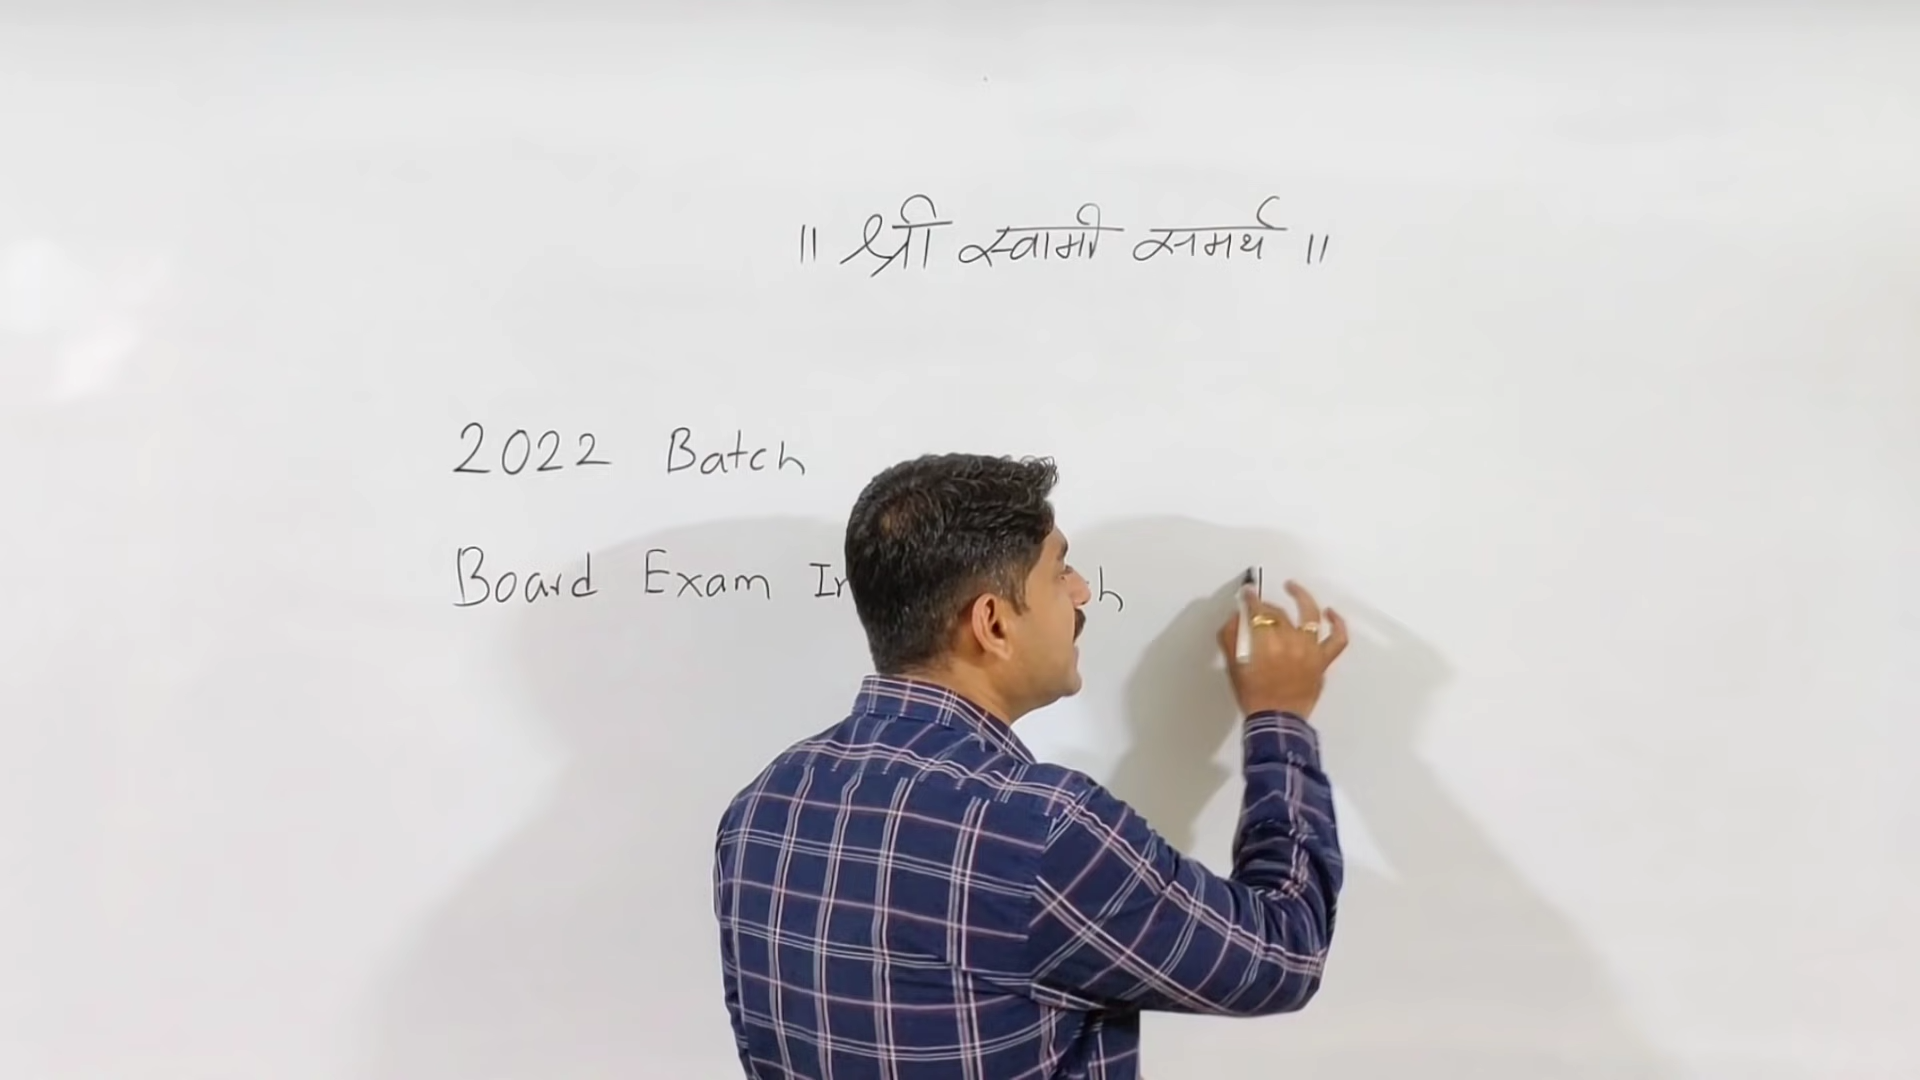 ॥ श्री स्वामी समर्थ ॥
2022 Batch
Board Exam